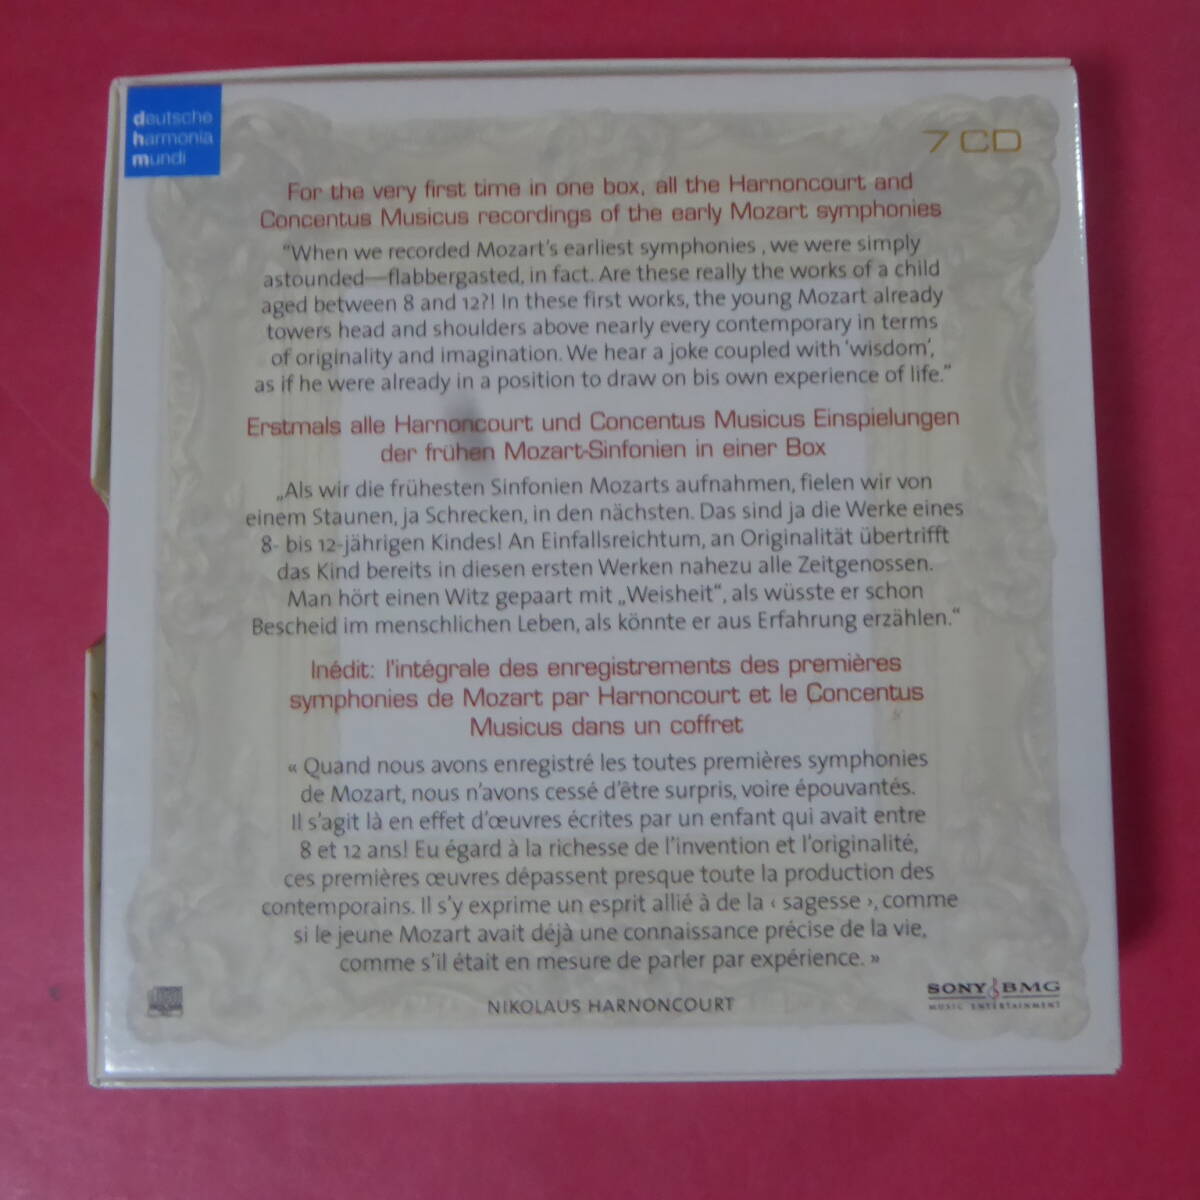 deutsche
harmonia
mundi
7 CD
For the very first time in one box, all the Harnoncourt and
Concentus Musicus recordings of the early Mozart symphonies
“When we recorded Mozart’s earliest symphonies , we were simply
astounded—flabbergasted, in fact. Are these really the works of a child
aged between 8 and 12?! In these first works, the young Mozart already
towers head and shoulders above nearly every contemporary in terms
of originality and imagination. We hear a joke coupled with ‘wisdom’,
as if he were already in a position to draw on bis own experience of life.”
Erstmals alle Harnoncourt und Concentus Musicus Einspielungen
der frühen Mozart-Sinfonien in einer Box
„Als wir die frühesten Sinfonien Mozarts aufnahmen, fielen wir von
einem Staunen, ja Schrecken, in den nächsten. Das sind ja die Werke eines
8- bis 12-jährigen Kindes! An Einfallsreichtum, an Originalität übertrifft
das Kind bereits in diesen ersten Werken nahezu alle Zeitgenossen.
Man hört einen Witz gepaart mit „Weisheit“, als wüsste er schon
Bescheid im menschlichen Leben, als könnte er aus Erfahrung erzählen.“
Inédit: l'intégrale des enregistrements des premières
symphonies de Mozart par Harnoncourt et le Concentus
Musicus dans un coffret
« Quand nous avons enregistré les toutes premières symphonies
de Mozart, nous n’avons cessé d’être surpris, voire épouvantés.
Il s’agit là en effet d’œuvres écrites par un enfant qui avait entre
8 et 12 ans! Eu égard à la richesse de l’invention et l’originalité,
ces premières œuvres dépassent presque toute la production des
contemporains. Il s’y exprime un esprit allié à de la ‹ sagesse ›, comme
si le jeune Mozart avait déjà une connaissance précise de la vie,
comme s’il était en mesure de parler par expérience. »
NIKOLAUS HARNONCOURT
SONY BMG
MUSIC ENTERTAINMENT